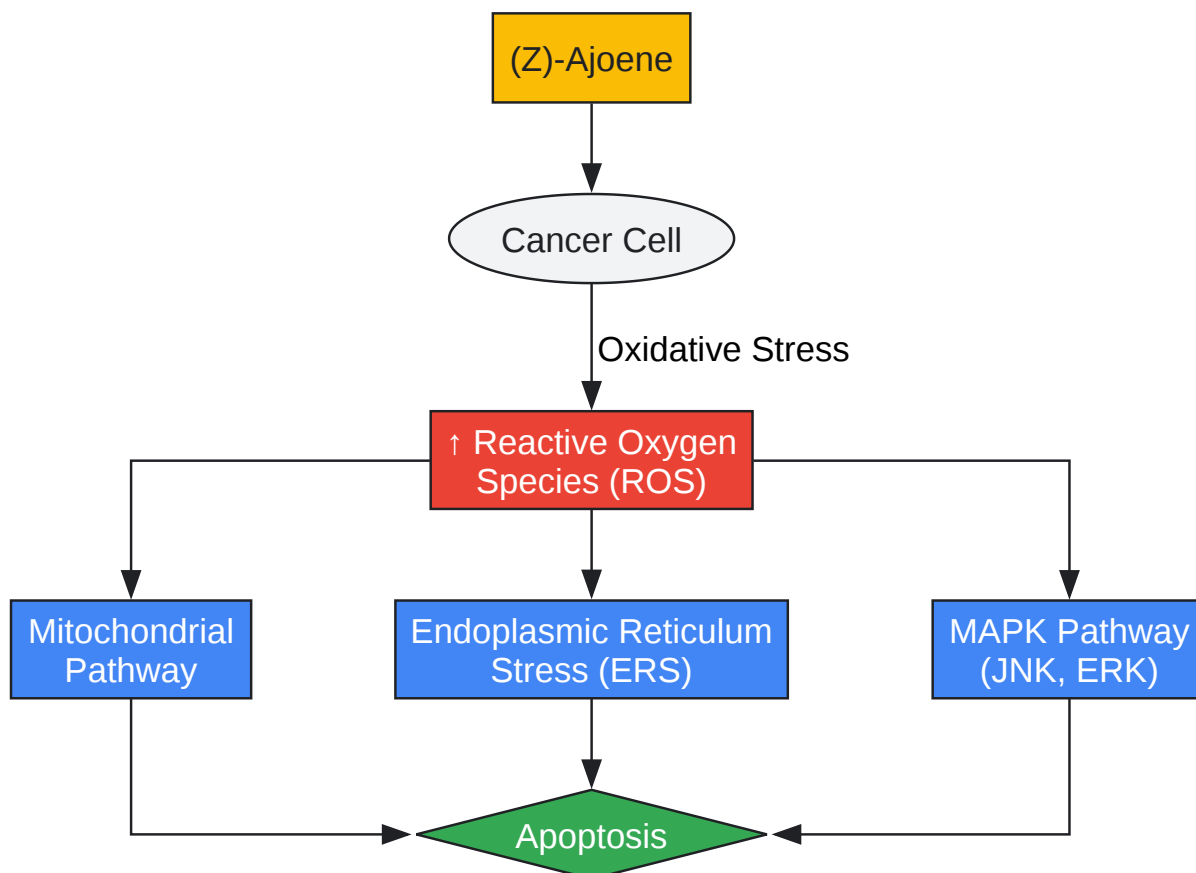 (Z)-Ajoene
Cancer Cell
Oxidative Stress
↑ Reactive Oxygen
Species (ROS)
Mitochondrial
Pathway
Endoplasmic Reticulum
Stress (ERS)
MAPK Pathway
(JNK, ERK)
Apoptosis